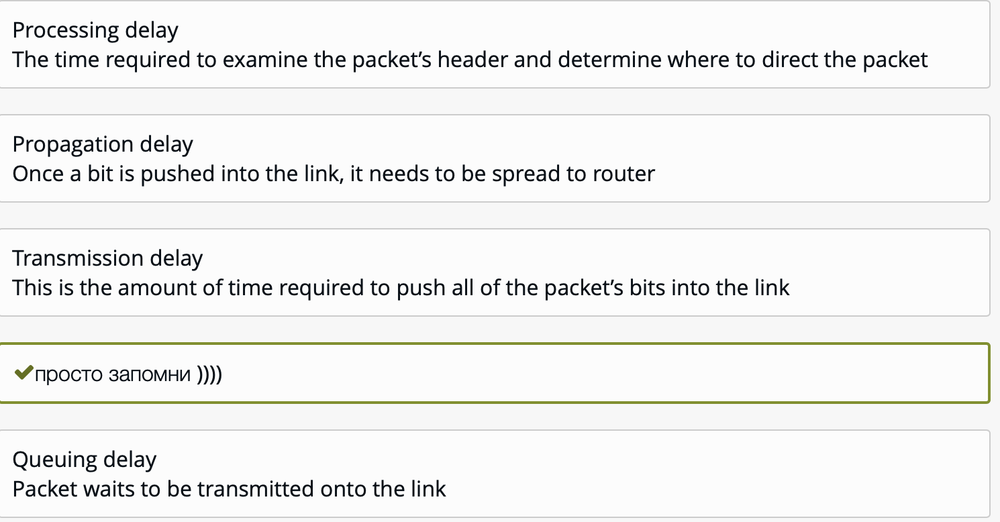 Processing delay
The time required to examine the packet’s header and determine where to direct the packet
Propagation delay
Once a bit is pushed into the link, it needs to be spread to router
Transmission delay
This is the amount of time required to push all of the packet’s bits into the link
просто запомни ))))
Queuing delay
Packet waits to be transmitted onto the link